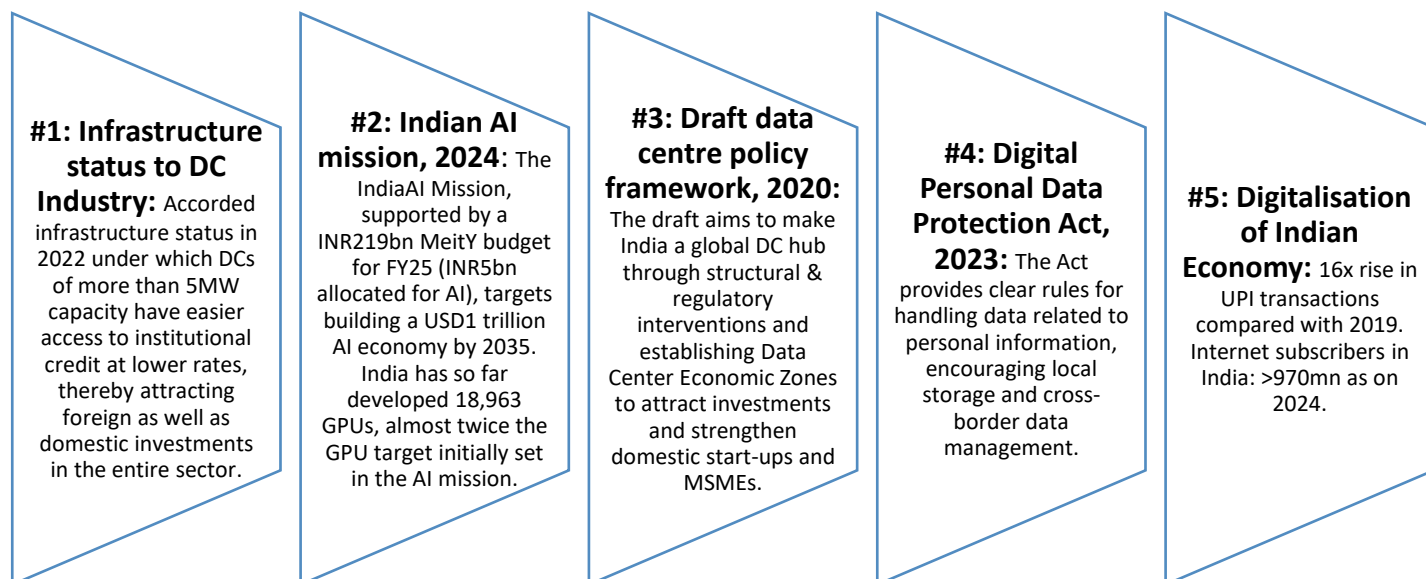 #1: Infrastructure
status to DC
Industry: Accorded
infrastructure status in
2022 under which DCs
of more than 5MW
capacity have easier
access to institutional
credit at lower rates,
thereby attracting
foreign as well as
domestic investments
in the entire sector.
#2: Indian AI
mission, 2024: The
IndiaAI Mission,
supported by a
INR219bn MeitY budget
for FY25 (INR5bn
allocated for AI), targets
building a USD1 trillion
AI economy by 2035.
India has so far
developed 18,963
GPUs, almost twice the
GPU target initially set
in the AI mission.
#3: Draft data
centre policy
framework, 2020:
The draft aims to make
India a global DC hub
through structural &
regulatory
interventions and
establishing Data
Center Economic Zones
to attract investments
and strengthen
domestic start-ups and
MSMEs.
#4: Digital
Personal Data
Protection Act,
2023: The Act
provides clear rules for
handling data related to
personal information,
encouraging local
storage and cross-
border data
management.
#5: Digitalisation
of Indian
Economy: 16x rise in
UPI transactions
compared with 2019.
Internet subscribers in
India: >970mn as on
2024.